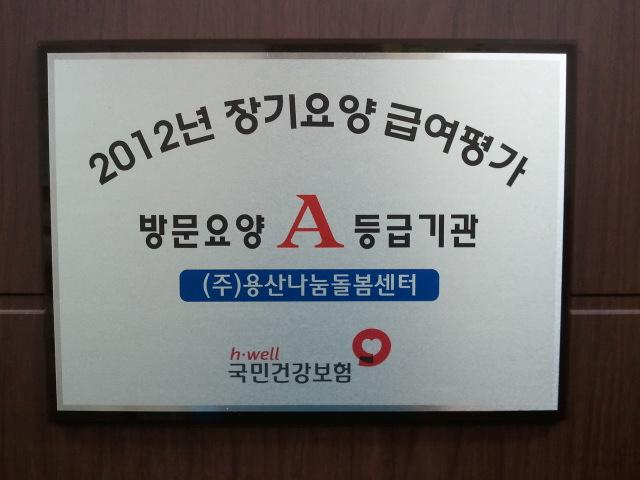 2012년 장기요양 급여평가
방문요양 A 등급기관
(주)용산나눔돌봄센터
h·well
국민건강보험